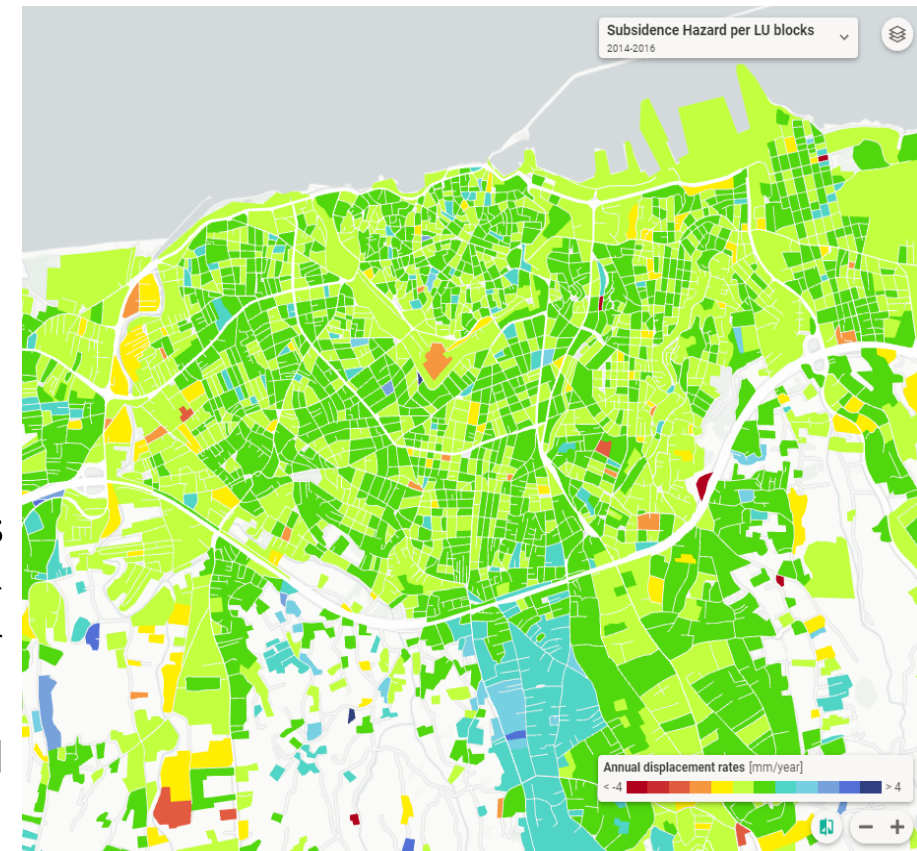 Subsidence Hazard per LU blocks
2014-2016
Annual displacement rates [mm/year]
< -4 > 4